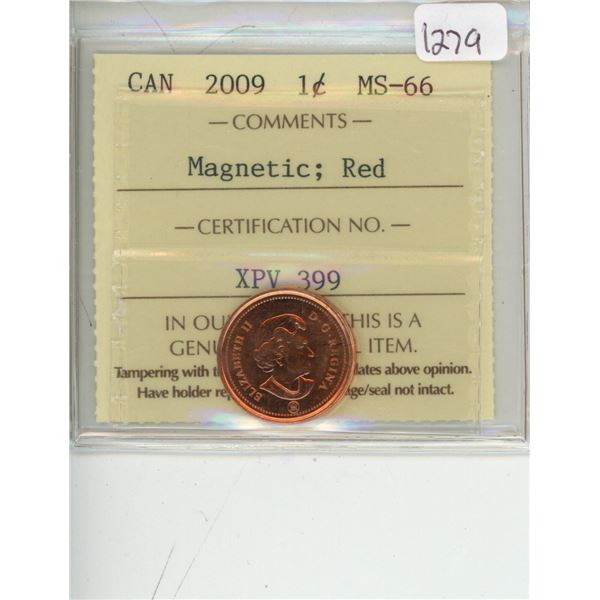 1279
CAN 2009 1¢ MS-66
— COMMENTS —
Magnetic; Red
— CERTIFICATION NO. —
XPV 399
IN OU THIS IS A
GENU ITEM.
Tampering with t lates above opinion.
Have holder rep ge/seal not intact.
ELIZABETH II D·G·REGINA